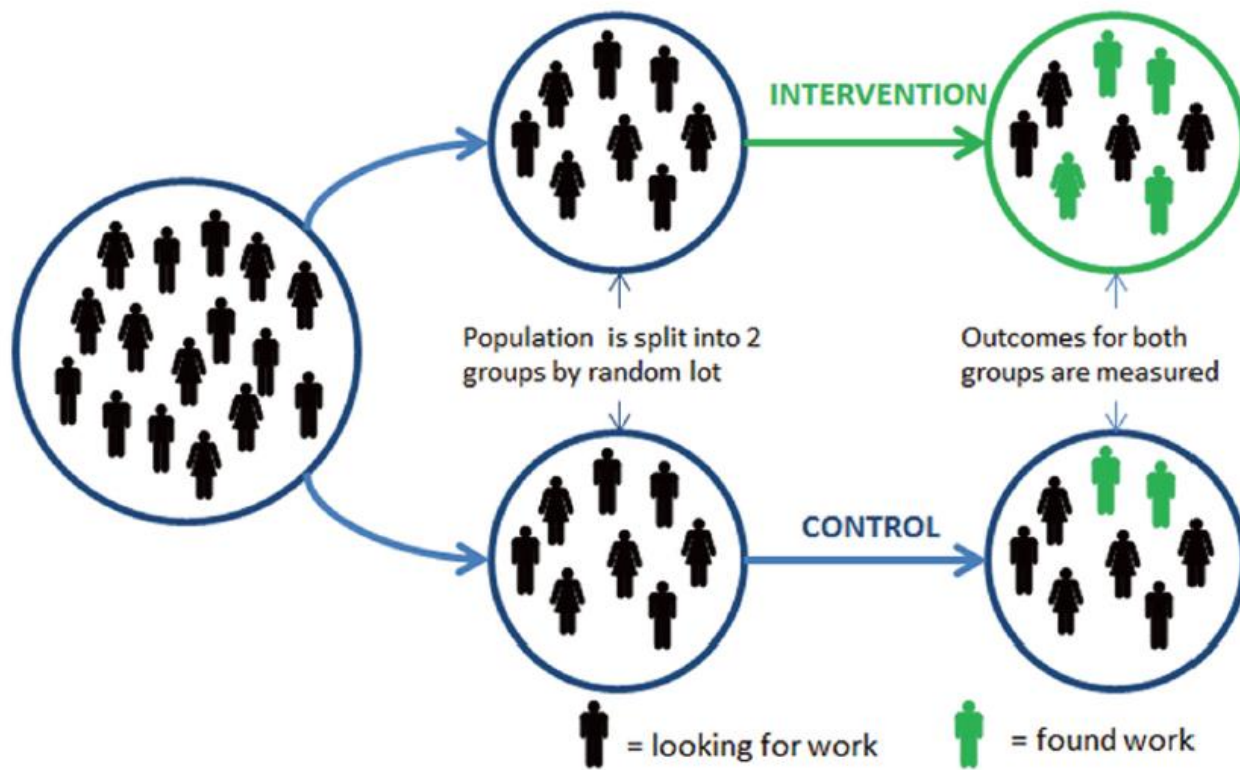 INTERVENTION
Population is split into 2
groups by random lot
Outcomes for both
groups are measured
CONTROL
= looking for work
= found work